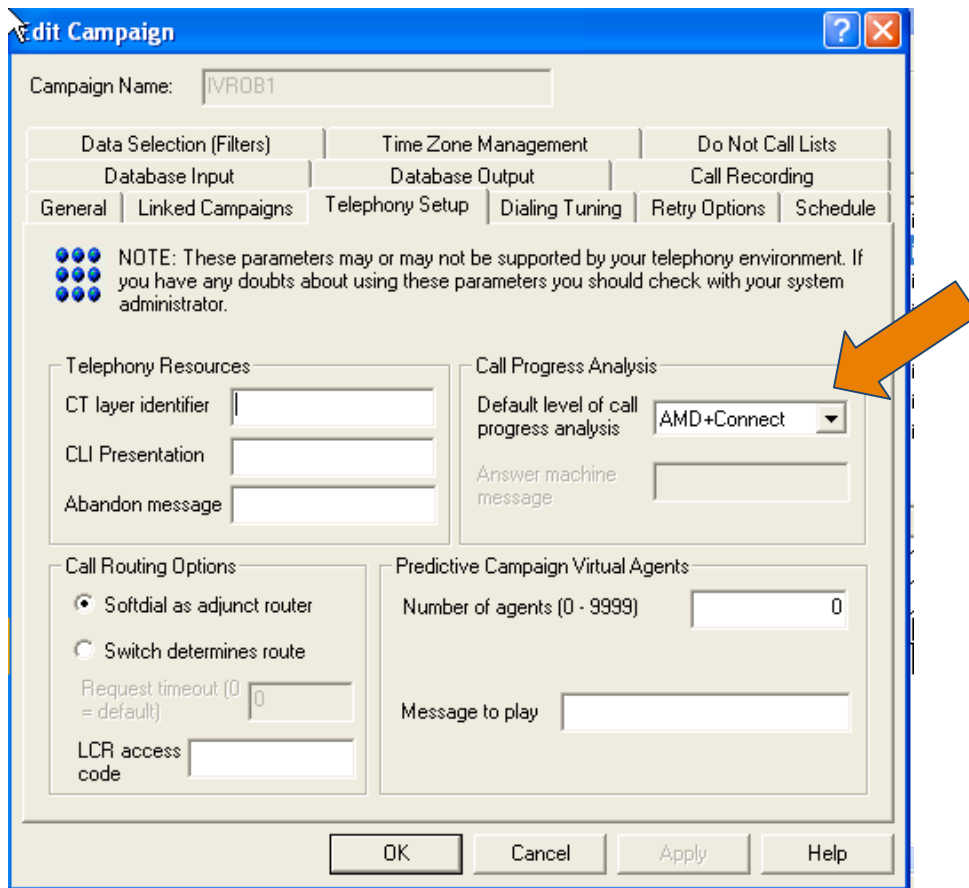 Edit Campaign
Campaign Name: IVROB1
Data Selection (Filters) Time Zone Management Do Not Call Lists
Database Input Database Output Call Recording
General Linked Campaigns Telephony Setup Dialing Tuning Retry Options Schedule
NOTE: These parameters may or may not be supported by your telephony environment. If
you have any doubts about using these parameters you should check with your system
administrator.
Telephony Resources
CT layer identifier
CLI Presentation
Abandon message
Call Progress Analysis
Default level of call
progress analysis
AMD+Connect
Answer machine
message
Call Routing Options
Softdial as adjunct router
Switch determines route
Request timeout (0
= default)
0
LCR access
code
Predictive Campaign Virtual Agents
Number of agents (0 - 9999) 0
Message to play
OK Cancel Apply Help